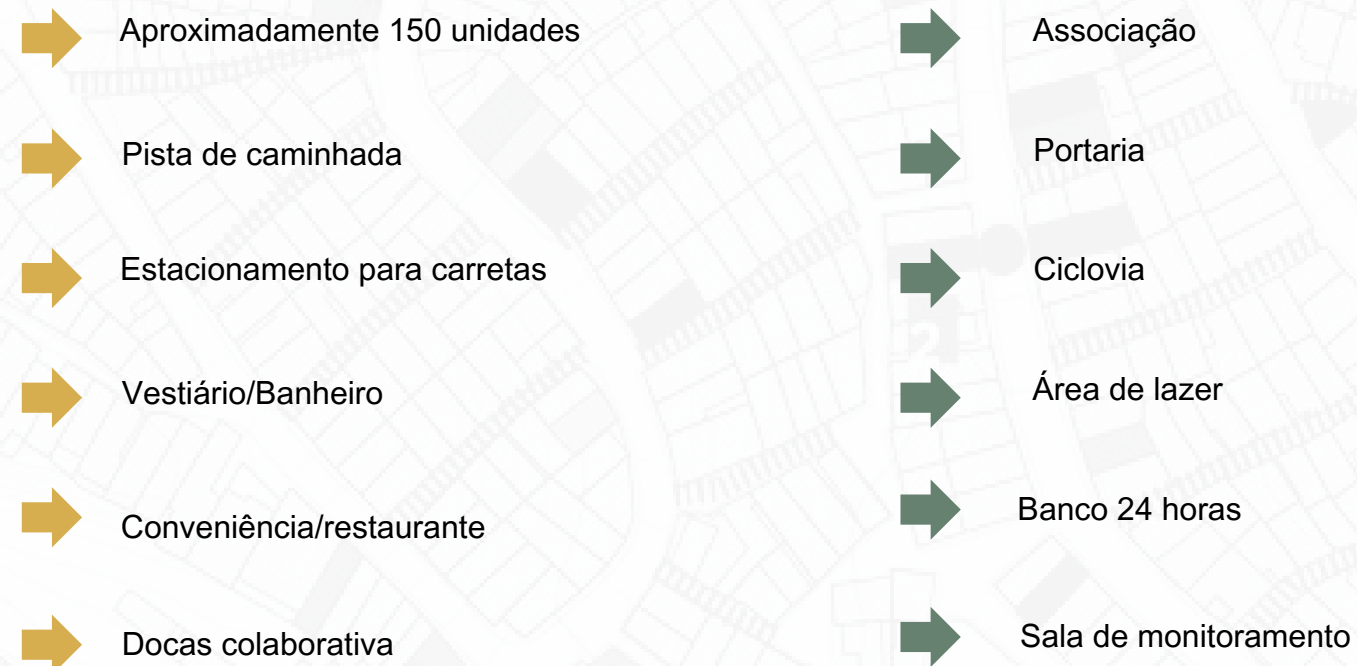 Aproximadamente 150 unidades
Pista de caminhada
Estacionamento para carretas
Vestiário/Banheiro
Conveniência/restaurante
Docas colaborativa
Associação
Portaria
Ciclovia
2
Área de lazer
Banco 24 horas
Sala de monitoramento